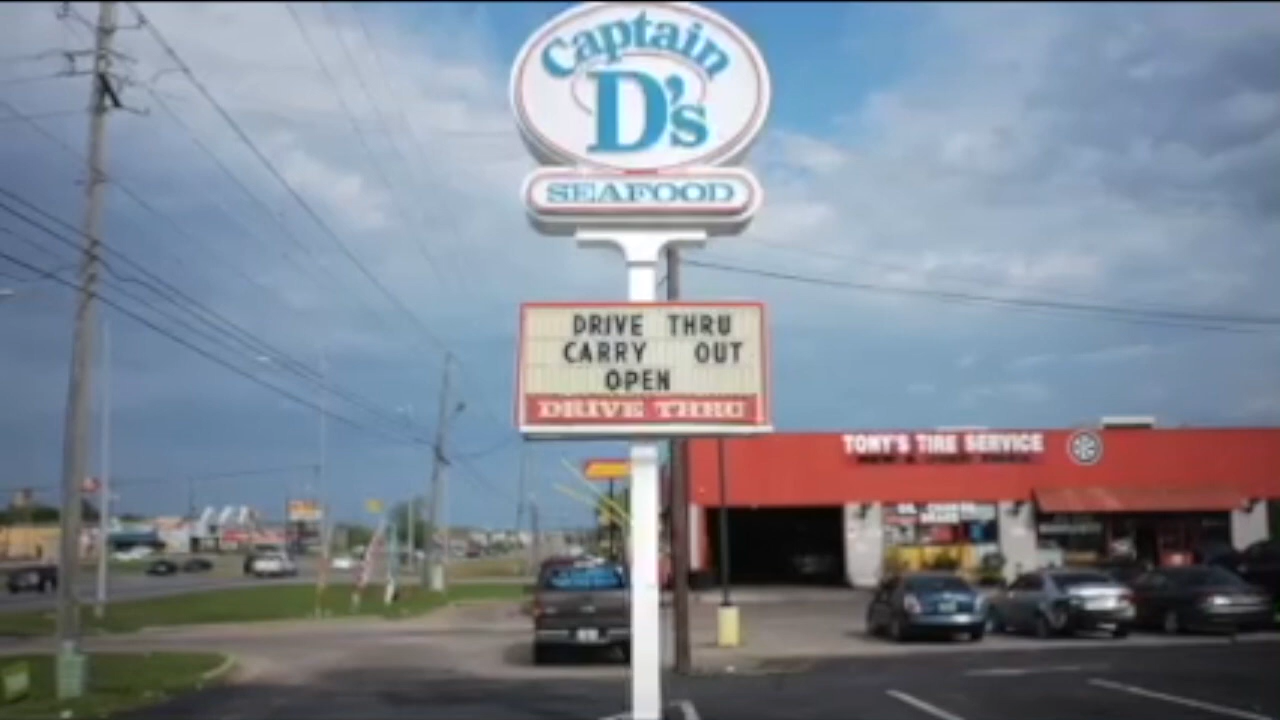 Captain
D's
SEAFOOD
DRIVE THRU
CARRY OUT
OPEN
DRIVE THRU
TONY'S TIRE SERVICE